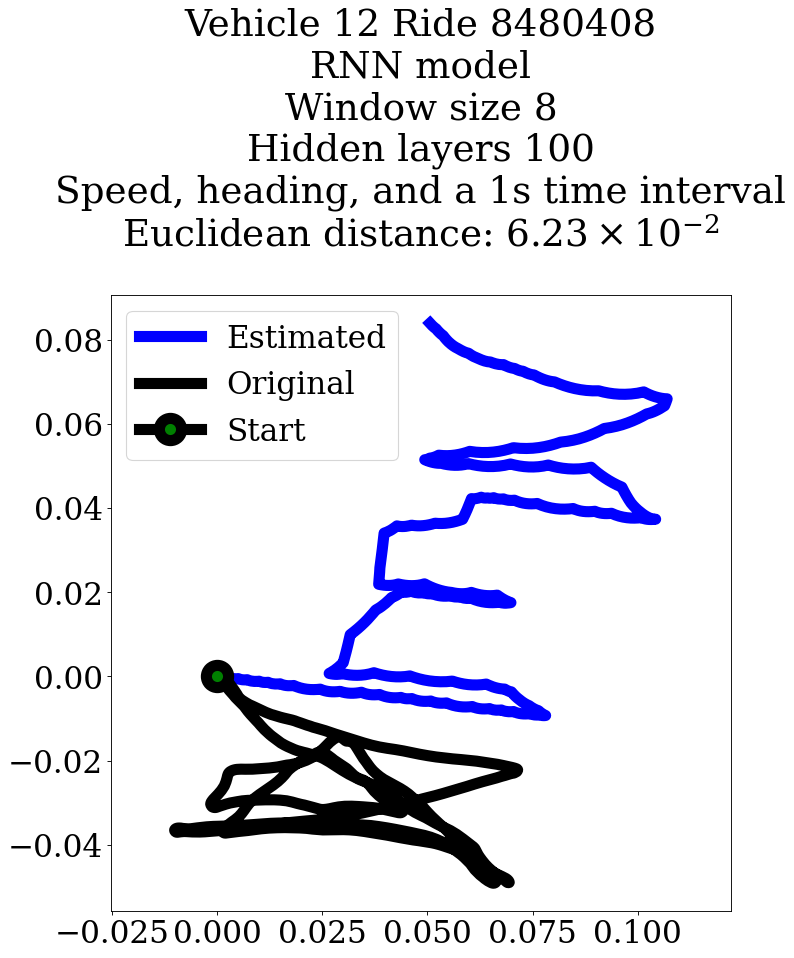 Vehicle 12 Ride 8480408
RNN model
Window size 8
Hidden layers 100
Speed, heading, and a 1s time interval
Euclidean distance: 6.23 × 10⁻²
Estimated
Original
Start
0.08
0.06
0.04
0.02
0.00
−0.02
−0.04
−0.025 0.000 0.025 0.050 0.075 0.100